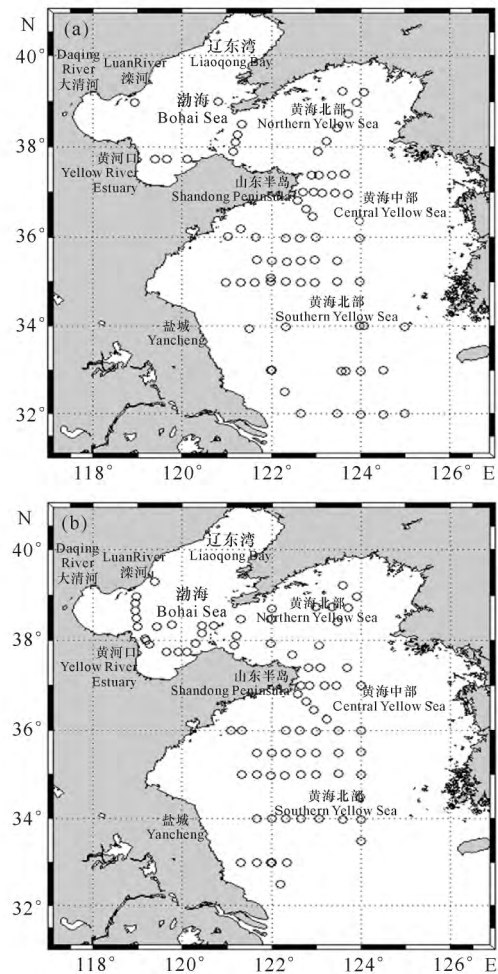 (a)
N
40°
38°
36°
34°
32°
118°
120°
122°
124°
126°
E
Daqing
River
大清河
LuanRiver
滦河
辽东湾
Liaoqong Bay
渤海
Bohai Sea
黄海北部
Northern Yellow Sea
黄河口
Yellow River
Estuary
山东半岛
Shandong Peninsula
黄海中部
Central Yellow Sea
黄海北部
Southern Yellow Sea
盐城
Yancheng
(b)
N
40°
38°
36°
34°
32°
118°
120°
122°
124°
126°
E
Daqing
River
大清河
LuanRiver
滦河
辽东湾
Liaoqong Bay
渤海
Bohai Sea
黄海北部
Northern Yellow Sea
黄河口
Yellow River
Estuary
山东半岛
Shandong Peninsula
黄海中部
Central Yellow Sea
黄海北部
Southern Yellow Sea
盐城
Yancheng